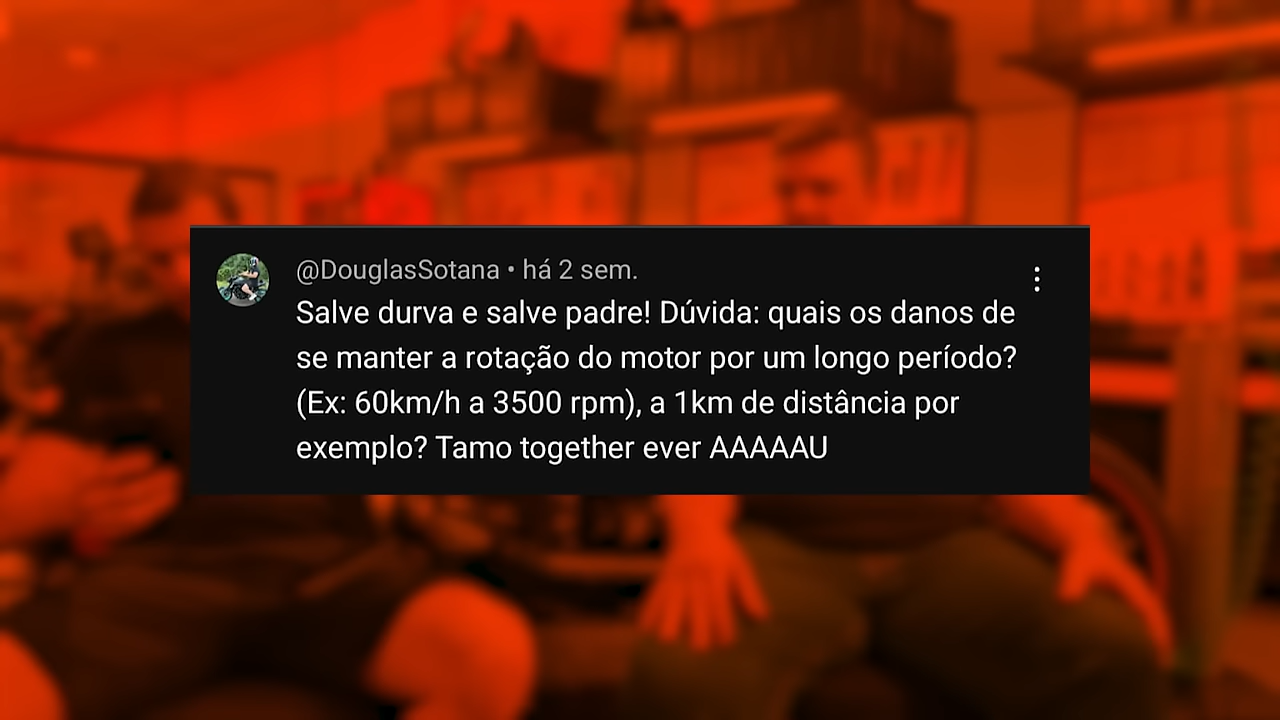 @DouglasSotana • há 2 sem.
Salve durva e salve padre! Dúvida: quais os danos de
se manter a rotação do motor por um longo período?
(Ex: 60km/h a 3500 rpm), a 1km de distância por
exemplo? Tamo together ever AAAAAU